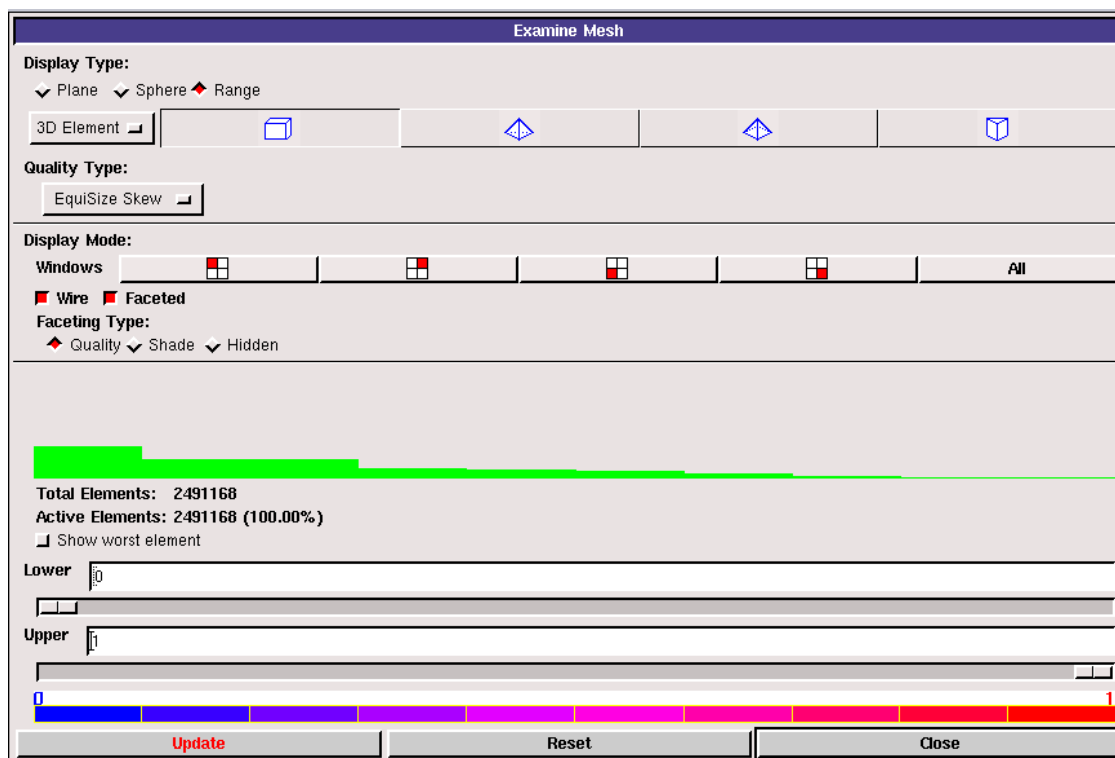 Examine Mesh
Display Type:
Plane Sphere Range
3D Element
Quality Type:
EquiSize Skew
Display Mode:
Windows All
Wire Faceted
Faceting Type:
Quality Shade Hidden
Total Elements: 2491168
Active Elements: 2491168 (100.00%)
Show worst element
Lower 0
Upper 1
0 1
Update Reset Close